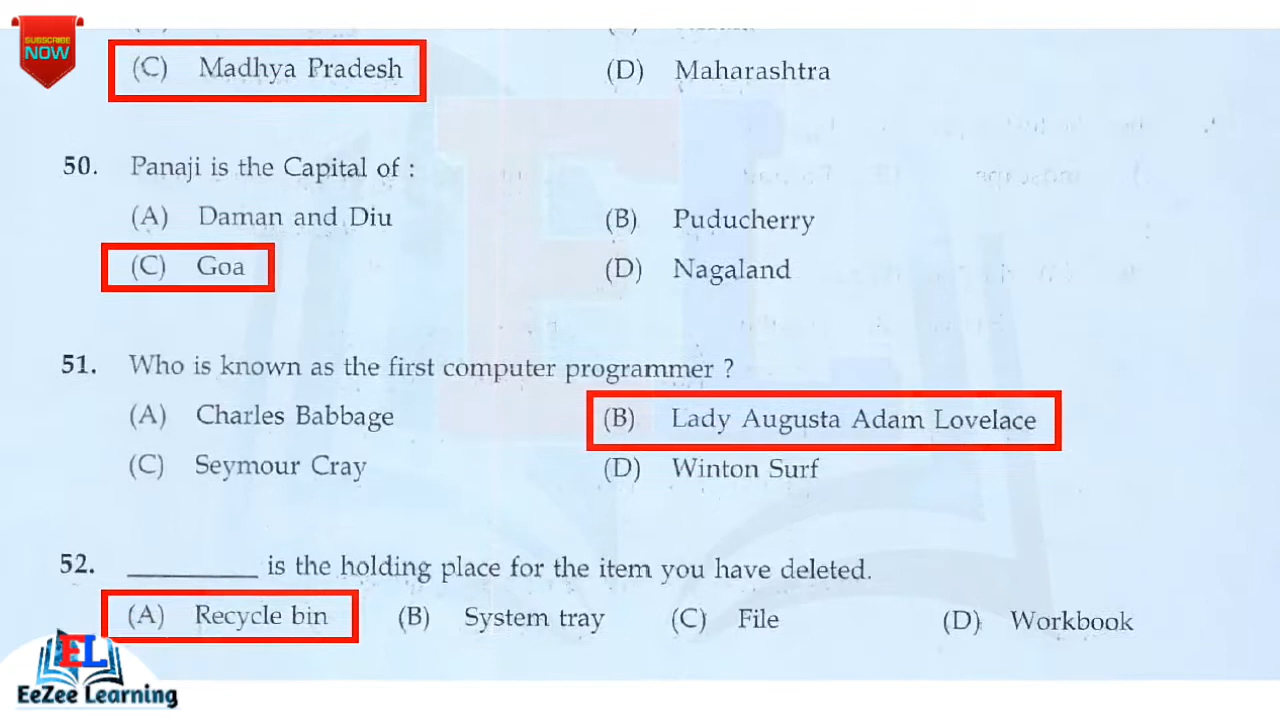 SUBSCRIBE
NOW
(C) Madhya Pradesh (D) Maharashtra
50. Panaji is the Capital of :
(A) Daman and Diu (B) Puducherry
(C) Goa (D) Nagaland
51. Who is known as the first computer programmer ?
(A) Charles Babbage (B) Lady Augusta Adam Lovelace
(C) Seymour Cray (D) Winton Surf
52. __________ is the holding place for the item you have deleted.
(A) Recycle bin (B) System tray (C) File (D) Workbook
EL
EeZee Learning